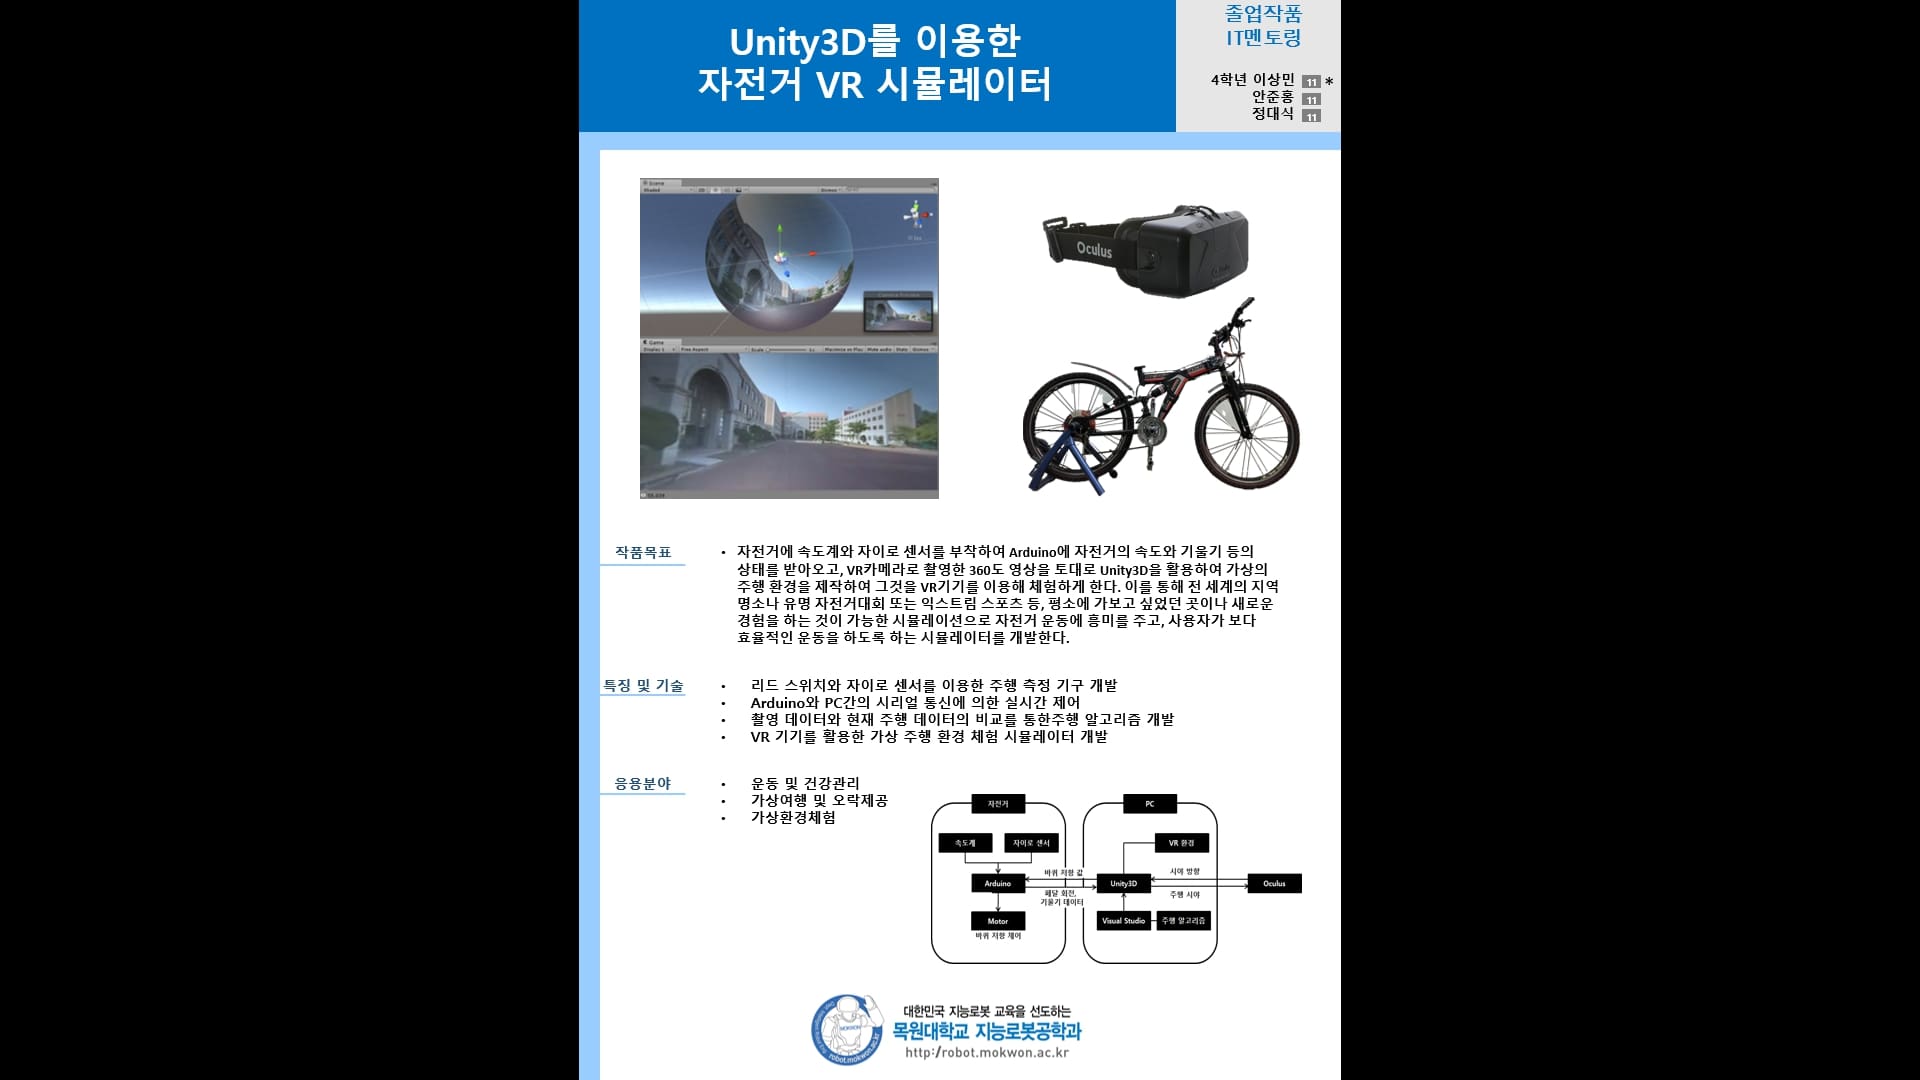 Unity3D를 이용한
자전거 VR 시뮬레이터
졸업작품
IT멘토링
4학년 이상민 11 *
안준홍 11
정대식 11
Scene
Shaded
2D
Gizmos
Game
Display 1
Free Aspect
Scale
Maximize on Play
Mute audio
Stats
Gizmos
Oculus
작품목표
• 자전거에 속도계와 자이로 센서를 부착하여 Arduino에 자전거의 속도와 기울기 등의
상태를 받아오고, VR카메라로 촬영한 360도 영상을 토대로 Unity3D을 활용하여 가상의
주행 환경을 제작하여 그것을 VR기기를 이용해 체험하게 한다. 이를 통해 전 세계의 지역
명소나 유명 자전거대회 또는 익스트림 스포츠 등, 평소에 가보고 싶었던 곳이나 새로운
경험을 하는 것이 가능한 시뮬레이션으로 자전거 운동에 흥미를 주고, 사용자가 보다
효율적인 운동을 하도록 하는 시뮬레이터를 개발한다.
특징 및 기술
• 리드 스위치와 자이로 센서를 이용한 주행 측정 기구 개발
• Arduino와 PC간의 시리얼 통신에 의한 실시간 제어
• 촬영 데이터와 현재 주행 데이터의 비교를 통한주행 알고리즘 개발
• VR 기기를 활용한 가상 주행 환경 체험 시뮬레이터 개발
응용분야
• 운동 및 건강관리
• 가상여행 및 오락제공
• 가상환경체험
자전거
PC
속도계
자이로 센서
VR 환경
바퀴 저항 값
시야 방향
Arduino
Unity3D
Oculus
페달 회전,
기울기 데이터
주행 시야
Motor
Visual Studio
주행 알고리즘
바퀴 저항 제어
MOKWON
robot.mokwon.ac.kr
대한민국 지능로봇 교육을 선도하는
목원대학교 지능로봇공학과
http://robot.mokwon.ac.kr